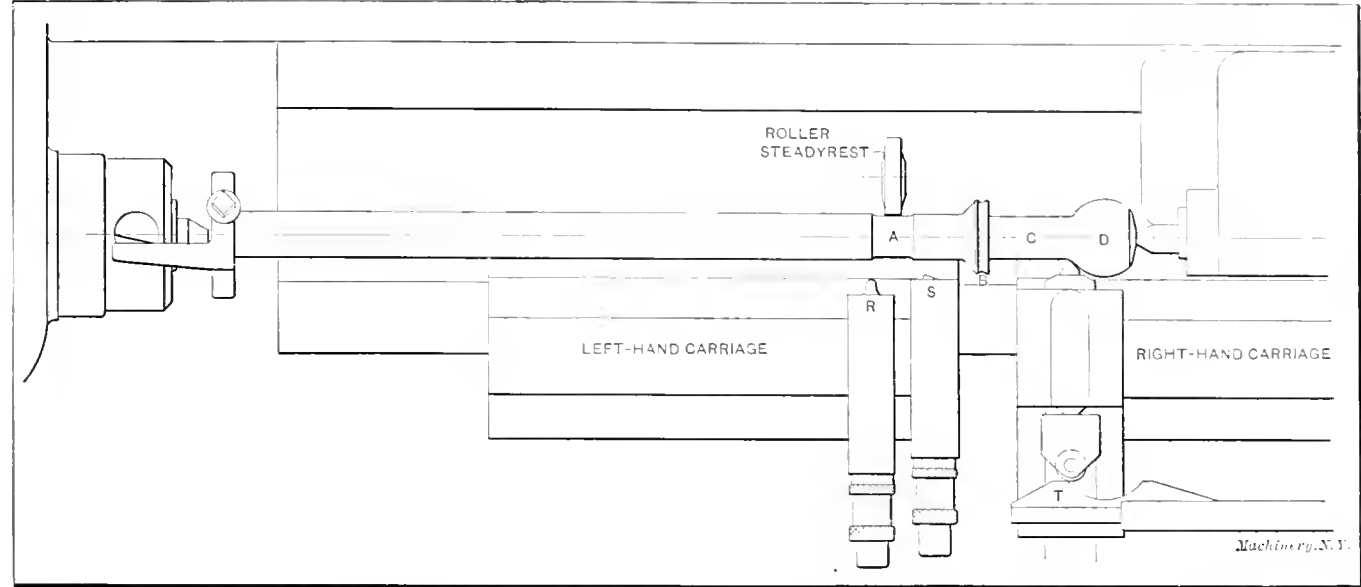 ROLLER
STEADYREST
A
C
D
B
S
R
LEFT-HAND CARRIAGE
RIGHT-HAND CARRIAGE
T
Machinery, N.Y.